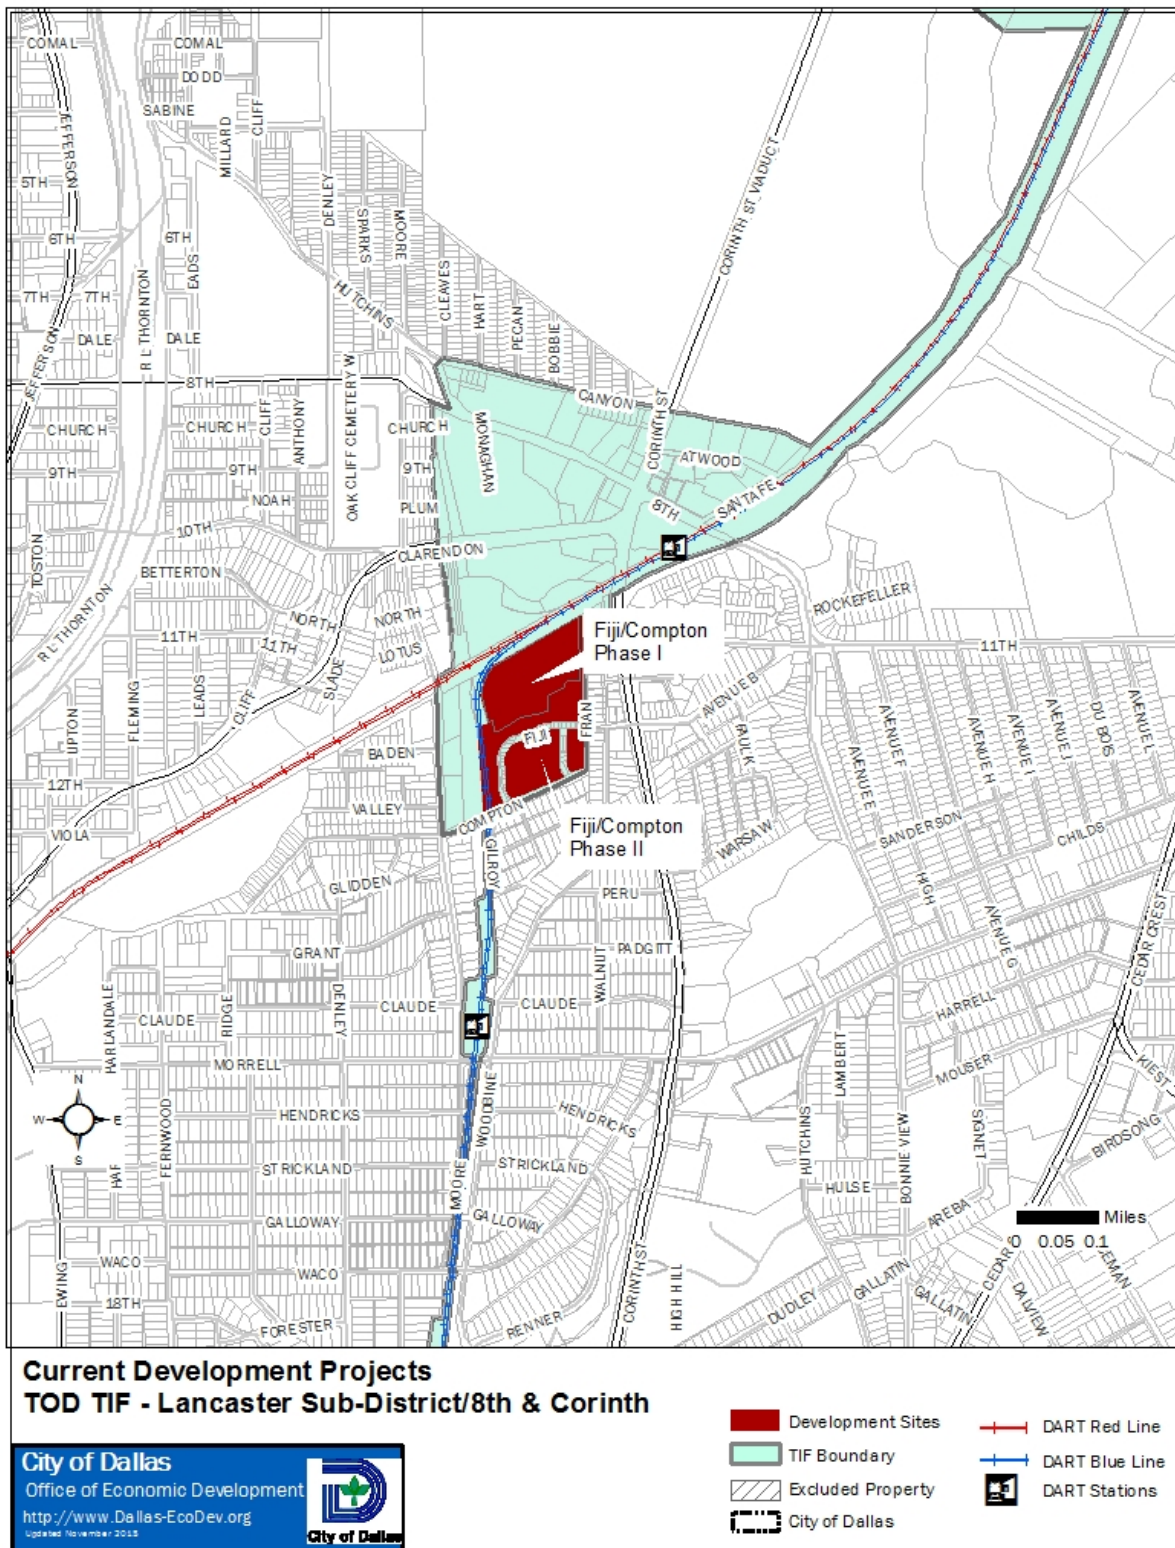 COMAL
COMAL
DODD
SABINE
MILLARD
CLIFF
JEFFERSON
5TH
DENLEY
SPARKS
MOORE
CORINTH ST VIADUCT
6TH
6TH
EADS
R L THORNTON
7TH
7TH
HUTCHINS
CLEAVES
HART
PECAN
BOBBIE
DALE
DALE
JEFFERSON
8TH
OAK CLIFF CEMETERY W
CANYON
CORINTH ST
CHURCH
CHURCH
CLIFF
ANTHONY
CHURCH
MONAGHAN
ATWOOD
9TH
9TH
9TH
NOAH
PLUM
8TH
SANTA FE
10TH
CLARENDON
TOSTON
BETTERTON
ROCKEFELLER
R L THORNTON
NORTH
NORTH
11TH
11TH
LOTUS
SLADE
Fiji/Compton
Phase I
11TH
UPTON
FLEMING
LEADS
CLIFF
AVENUE B
FRAN
FIJI
FAULK
AVENUE E
AVENUE F
AVENUE H
AVENUE I
AVENUE J
DU BOIS
AVENUE L
BADEN
12TH
VALLEY
COMPTON
VIOLA
Fiji/Compton
Phase II
WARSAW
SANDERSON
CHILDS
GILROY
GLIDDEN
PERU
HIGH
AVENUE G
CEDAR CREST
GRANT
PADGITT
WALNUT
HARLANDALE
CLAUDE
RIDGE
DENLEY
CLAUDE
CLAUDE
HARRELL
LAMBERT
MORRELL
MOUSER
KIEST
N
W
E
S
FERNWOOD
HENDRICKS
WOODBINE
HENDRICKS
HUTCHINS
BONNIE VIEW
SIGNET
BIRDSONG
STRICKLAND
MOORE
STRICKLAND
HULSE
GALLOWAY
GALLOWAY
AREBA
Miles
0 0.05 0.1
WACO
WACO
EWING
18TH
FORESTER
RENNER
CORINTH ST
HIGH HILL
DUDLEY
GALLATIN
GALLATIN
CEDAR
DALVIEW
Current Development Projects
TOD TIF - Lancaster Sub-District/8th & Corinth
City of Dallas
Office of Economic Development
http://www.Dallas-EcoDev.org
Updated November 2015
City of Dallas
Development Sites
TIF Boundary
Excluded Property
City of Dallas
DART Red Line
DART Blue Line
DART Stations